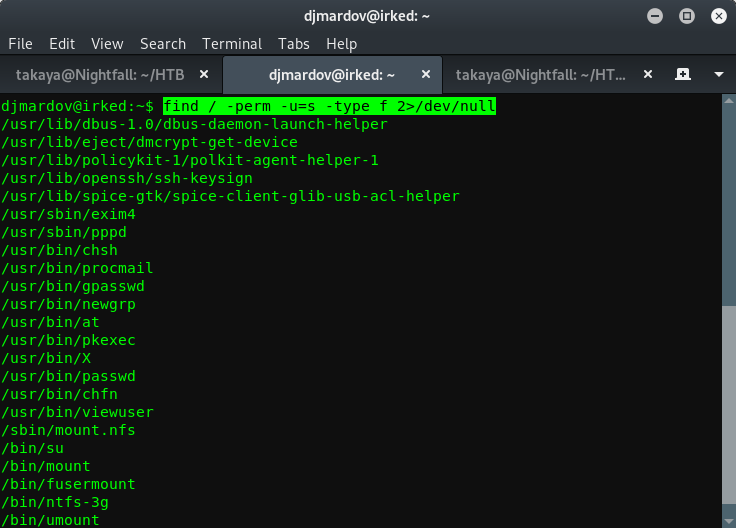 djmardov@irked: ~
File Edit View Search Terminal Tabs Help
takaya@Nightfall: ~/HTB × djmardov@irked: ~ × takaya@Nightfall: ~/HT... ×
djmardov@irked:~$ find / -perm -u=s -type f 2>/dev/null
/usr/lib/dbus-1.0/dbus-daemon-launch-helper
/usr/lib/eject/dmcrypt-get-device
/usr/lib/policykit-1/polkit-agent-helper-1
/usr/lib/openssh/ssh-keysign
/usr/lib/spice-gtk/spice-client-glib-usb-acl-helper
/usr/sbin/exim4
/usr/sbin/pppd
/usr/bin/chsh
/usr/bin/procmail
/usr/bin/gpasswd
/usr/bin/newgrp
/usr/bin/at
/usr/bin/pkexec
/usr/bin/X
/usr/bin/passwd
/usr/bin/chfn
/usr/bin/viewuser
/sbin/mount.nfs
/bin/su
/bin/mount
/bin/fusermount
/bin/ntfs-3g
/bin/umount